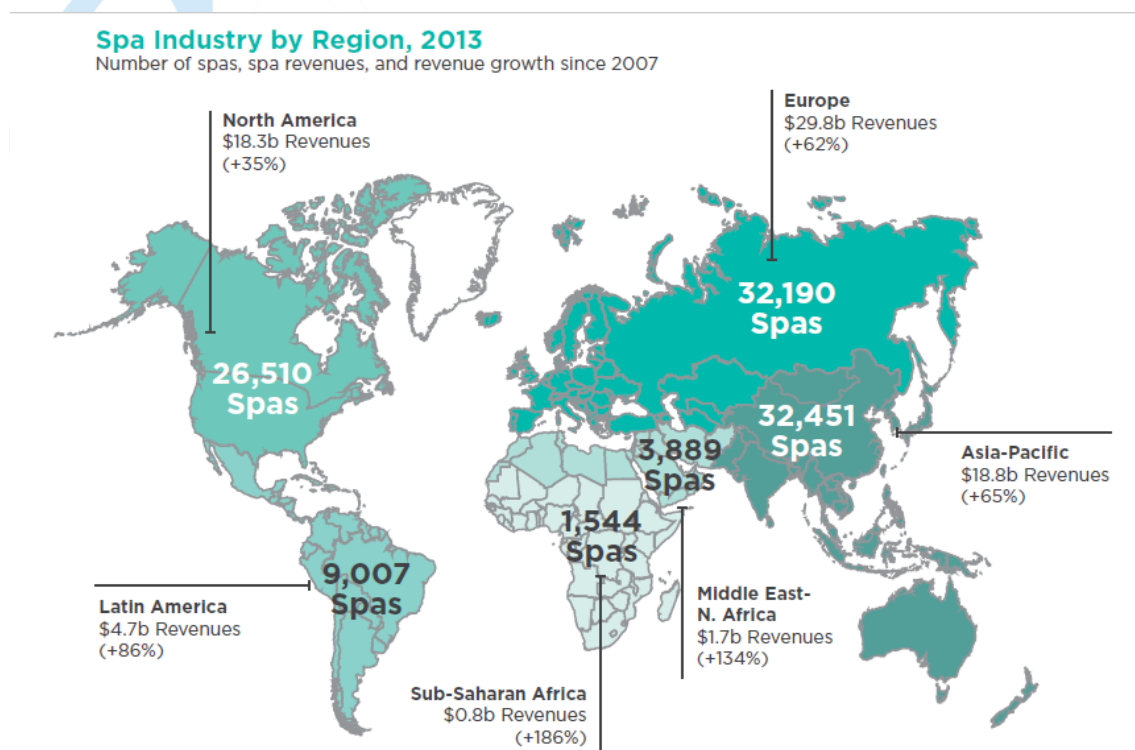 Spa Industry by Region, 2013
Number of spas, spa revenues, and revenue growth since 2007
North America
$18.3b Revenues
(+35%)
Europe
$29.8b Revenues
(+62%)
26,510
Spas
32,190
Spas
32,451
Spas
3,889
Spas
Asia-Pacific
$18.8b Revenues
(+65%)
1,544
Spas
9,007
Spas
Latin America
$4.7b Revenues
(+86%)
Middle East-
N. Africa
$1.7b Revenues
(+134%)
Sub-Saharan Africa
$0.8b Revenues
(+186%)